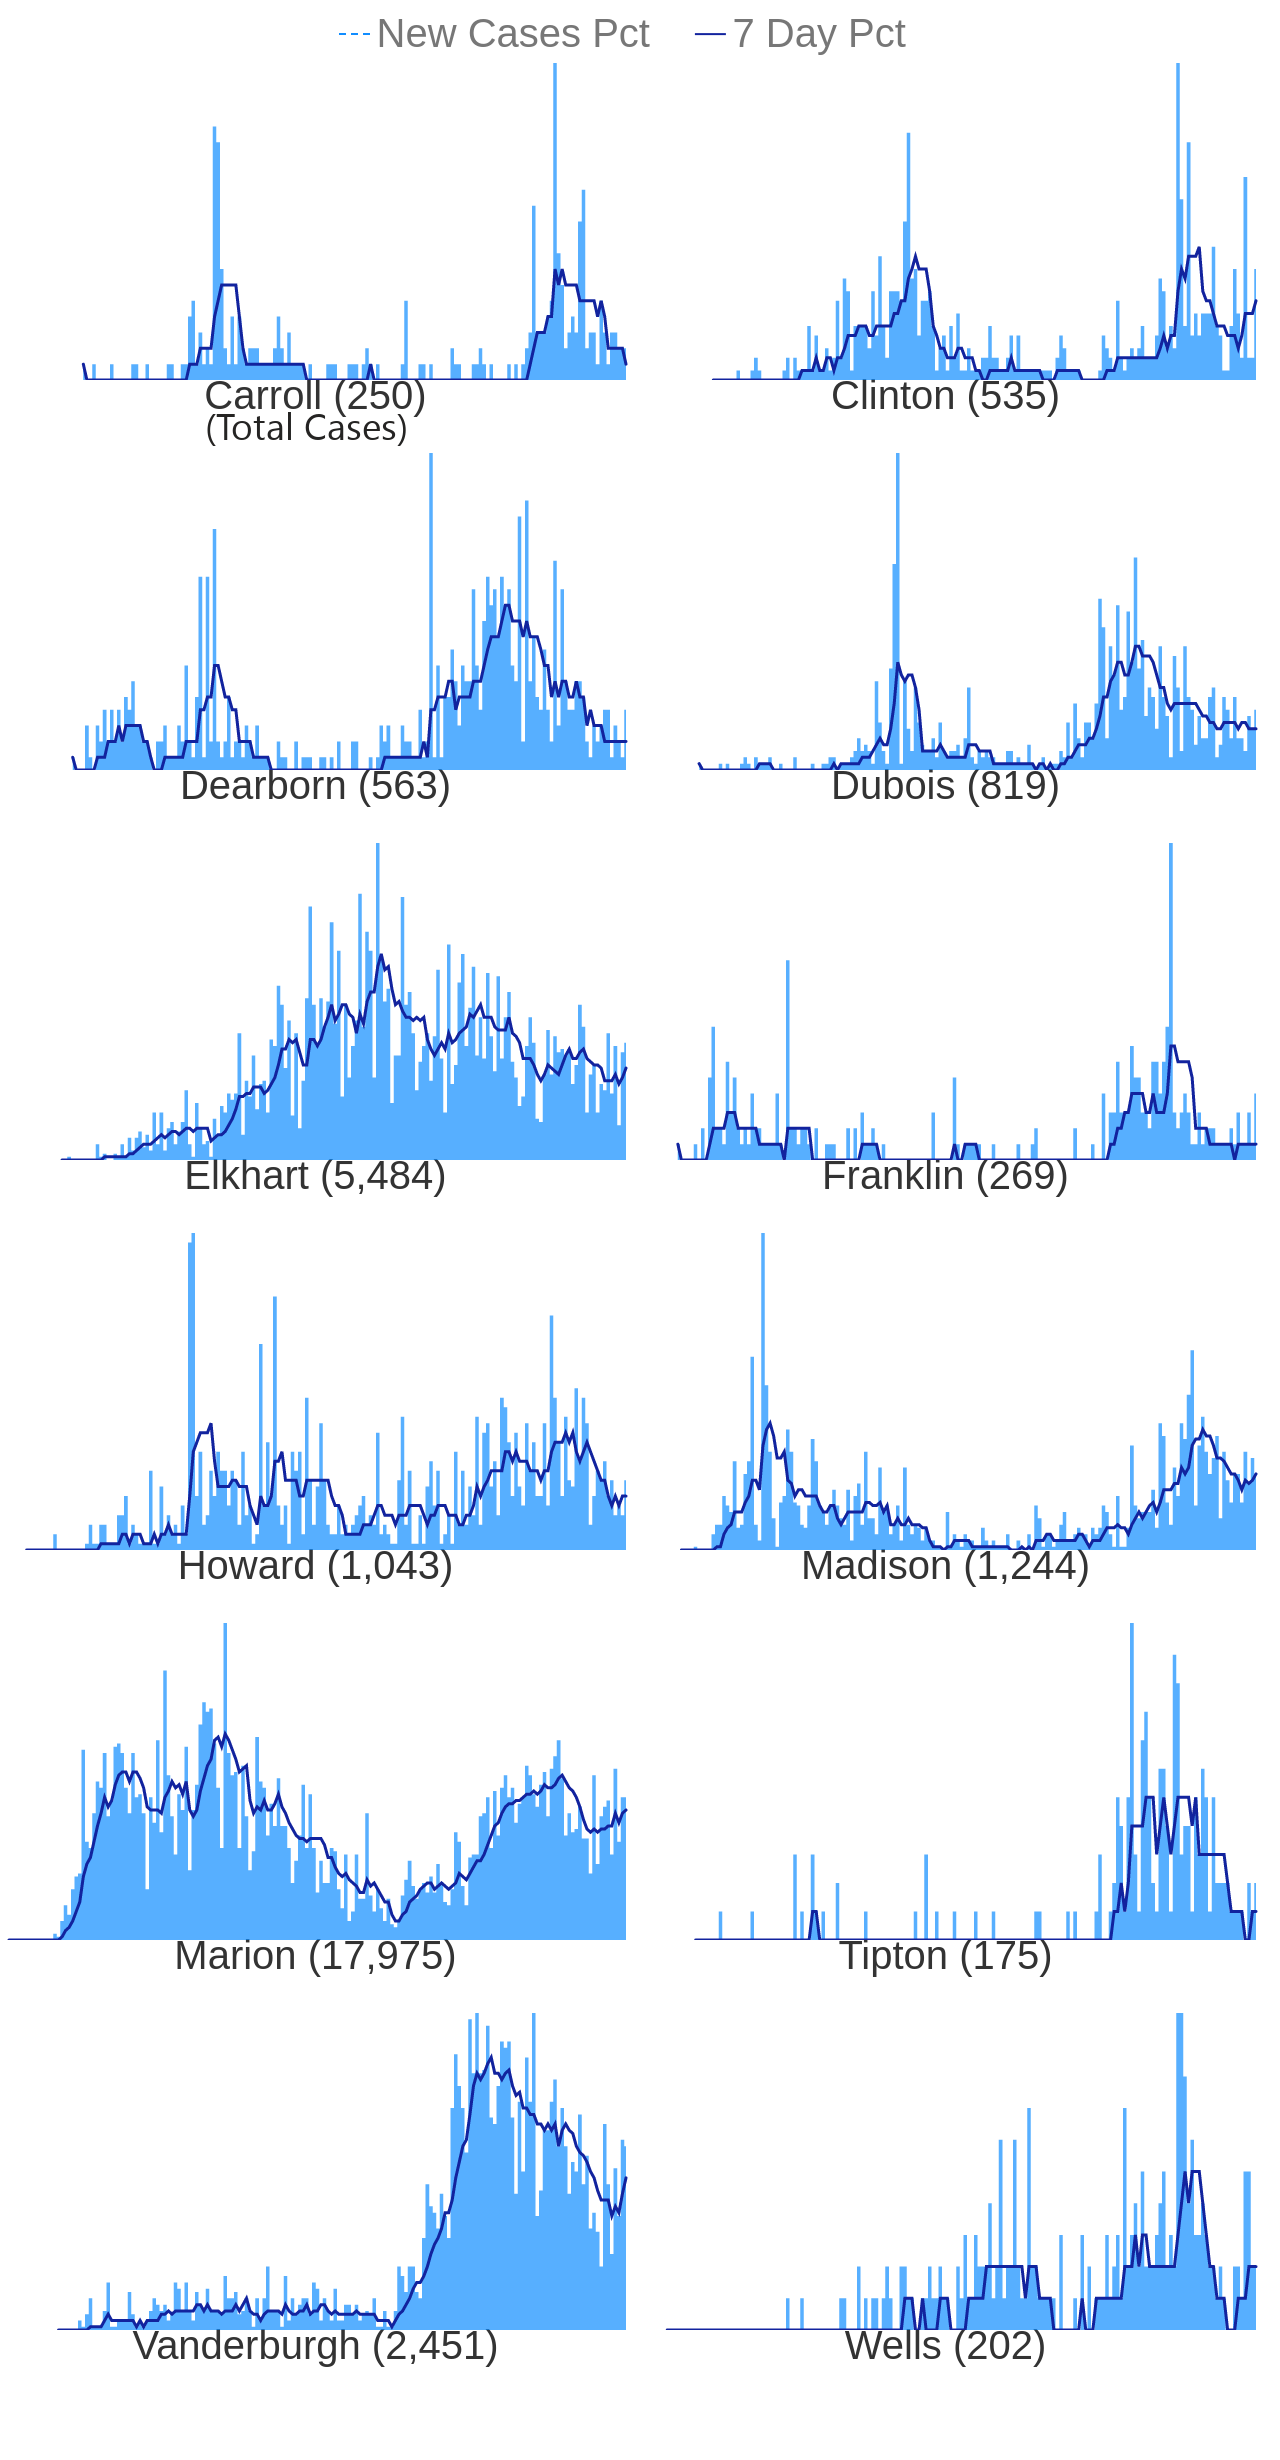 New Cases Pct 7 Day Pct
Carroll (250) Clinton (535)
(Total Cases)
Dearborn (563) Dubois (819)
Elkhart (5,484) Franklin (269)
Howard (1,043) Madison (1,244)
Marion (17,975) Tipton (175)
Vanderburgh (2,451) Wells (202)